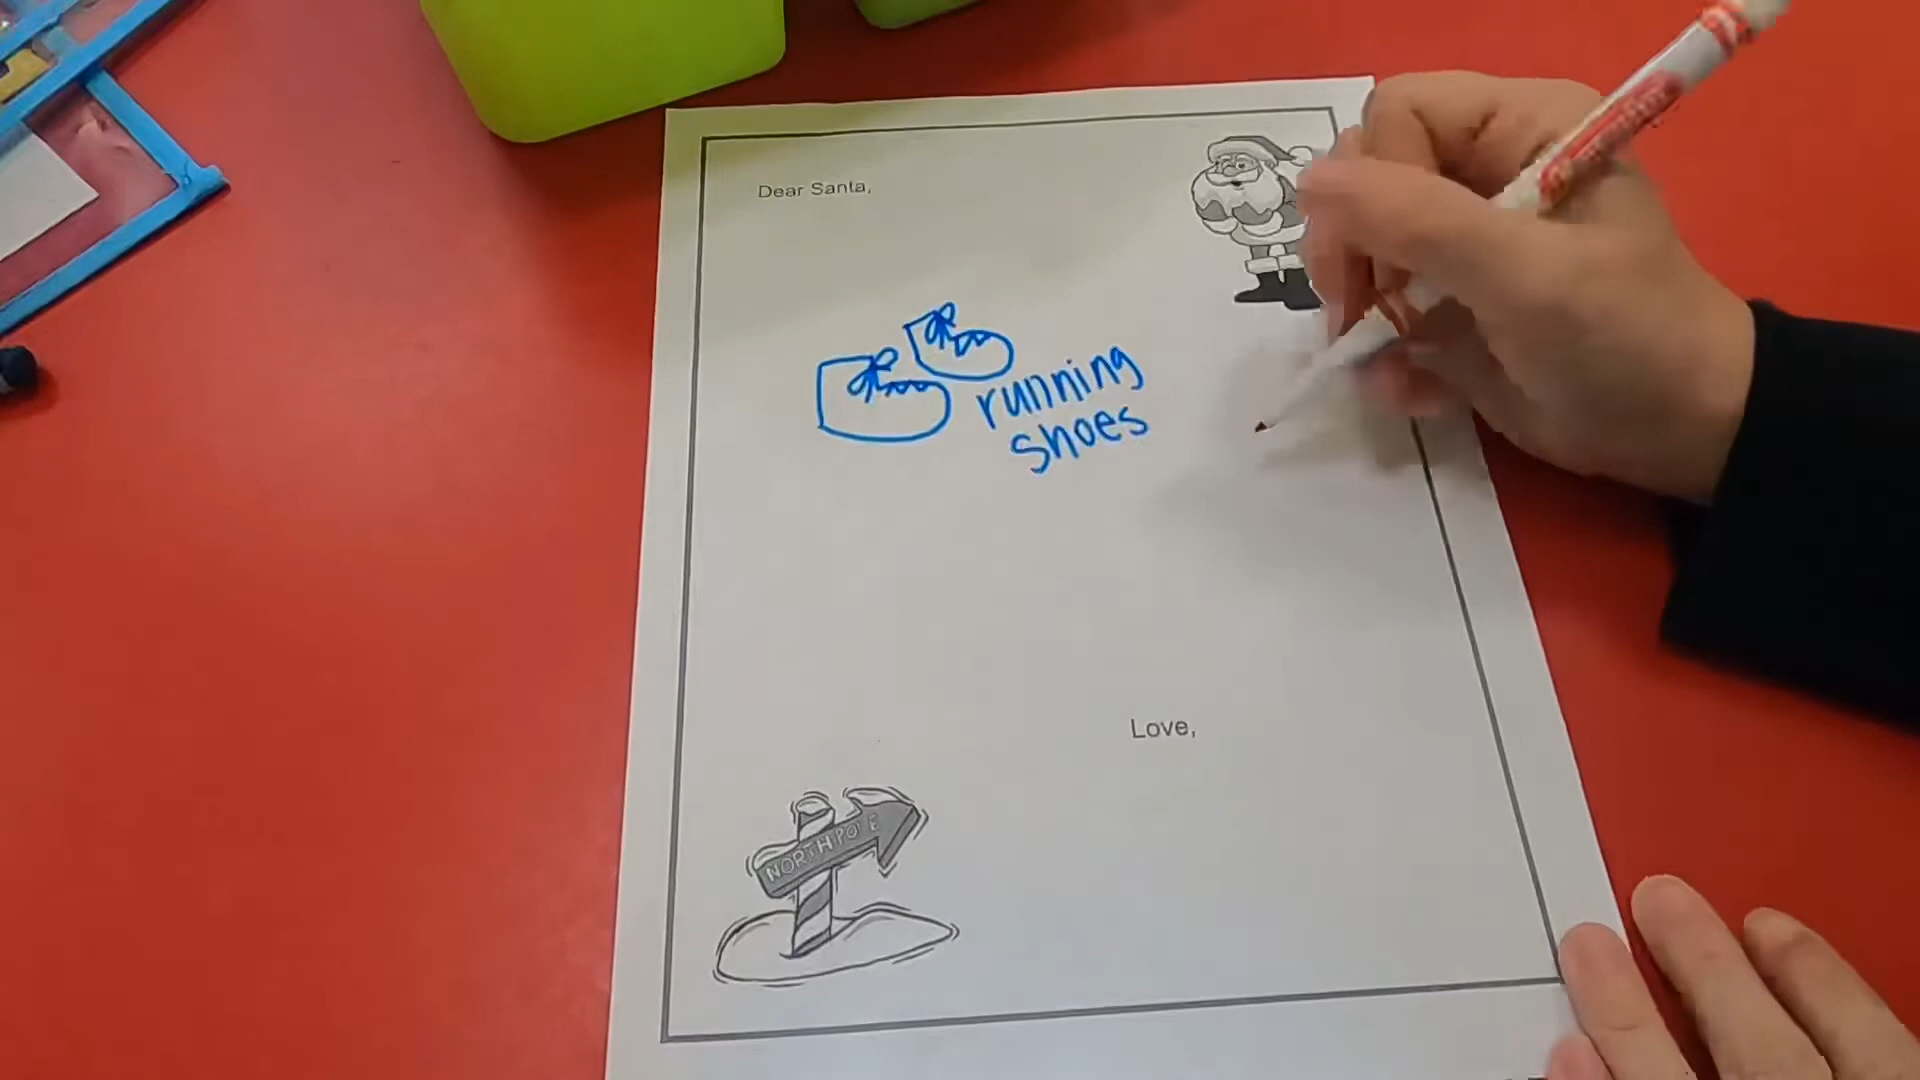 Dear Santa,
running
shoes
Love,
NORTH POLE